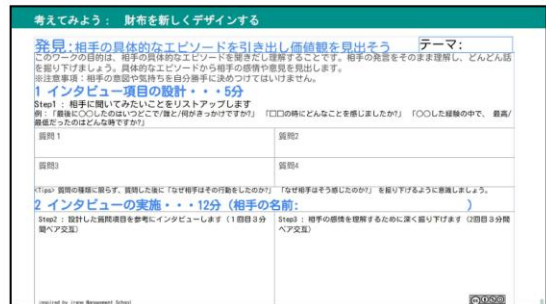 考えてみよう： 財布を新しくデザインする
発見:相手の具体的なエピソードを引き出し価値観を見出そう テーマ:
このワークの目的は、相手の具体的なエピソードを聞きだし理解することです。相手の発言をそのまま理解し、どんどん話
を掘り下げましょう。具体的なエピソードから相手の感情や意見を見出します。
※注意事項：相手の意図や気持ちを自分勝手に決めつけてはいけません。
1 インタビュー項目の設計・・・5分
Step1 : 相手に聞いてみたいことをリストアップします
例：「最後に〇〇したのはいつどこで/誰と/何がきっかけですか?」 「□□の時にどんなことを感じましたか?」 「〇〇した経験の中で、 最高/
最低だったのはどんな時ですか?」
質問 1 質問2
質問3 質問4
<Tips> 質問の種類に限らず、質問した後に「なぜ相手はその行動をしたのか?」 「なぜ相手はそう感じたのか?」 を掘り下げるように意識しましょう。
2 インタビューの実施・・・12分（相手の名前: ）
Step2 : 設計した質問項目を参考にインタビューします（１回目３分
間ペア交互）
Step3 : 相手の感情を理解するために深く掘り下げます（2回目３分間
ペア交互）
inspired by Management School